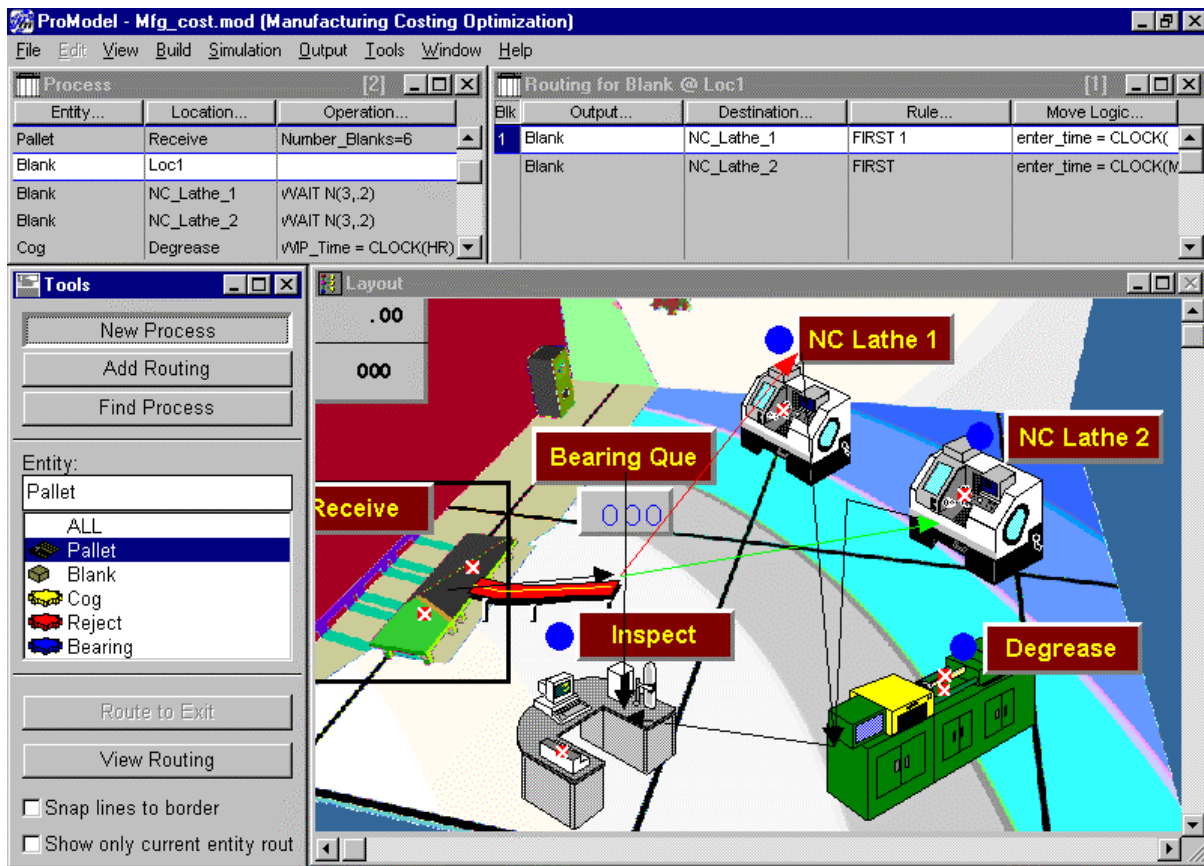 ProModel - Mfg_cost.mod (Manufacturing Costing Optimization)
File Edit View Build Simulation Output Tools Window Help
Process [2]
Entity... Location... Operation...
Pallet Receive Number_Blanks=6
Blank Loc1
Blank NC_Lathe_1 WAIT N(3,.2)
Blank NC_Lathe_2 WAIT N(3,.2)
Cog Degrease WIP_Time = CLOCK(HR)
Routing for Blank @ Loc1 [1]
Blk Output... Destination... Rule... Move Logic...
1 Blank NC_Lathe_1 FIRST 1 enter_time = CLOCK(
Blank NC_Lathe_2 FIRST enter_time = CLOCK(M
Tools
New Process
Add Routing
Find Process
Entity:
Pallet
ALL
Pallet
Blank
Cog
Reject
Bearing
Route to Exit
View Routing
Snap lines to border
Show only current entity rout
Layout
.00
000
NC Lathe 1
NC Lathe 2
Bearing Que
000
Receive
Inspect
Degrease